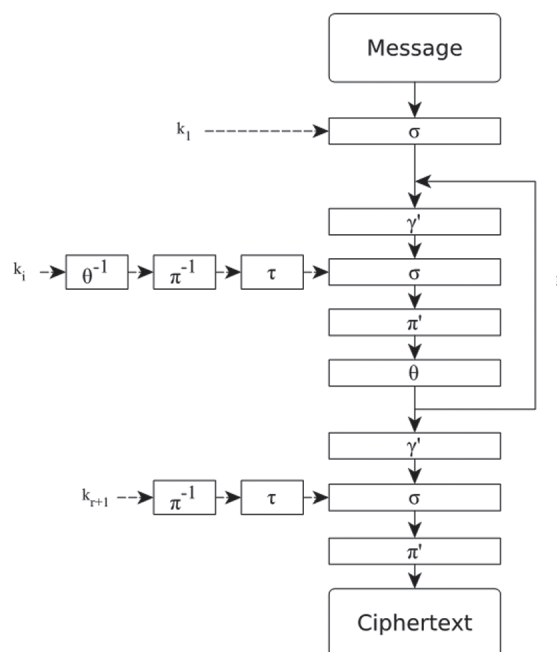 Message
k1 σ
γ'
ki θ-1 π-1 τ σ
π'
θ
γ'
kr+1 π-1 τ σ
π'
Ciphertext